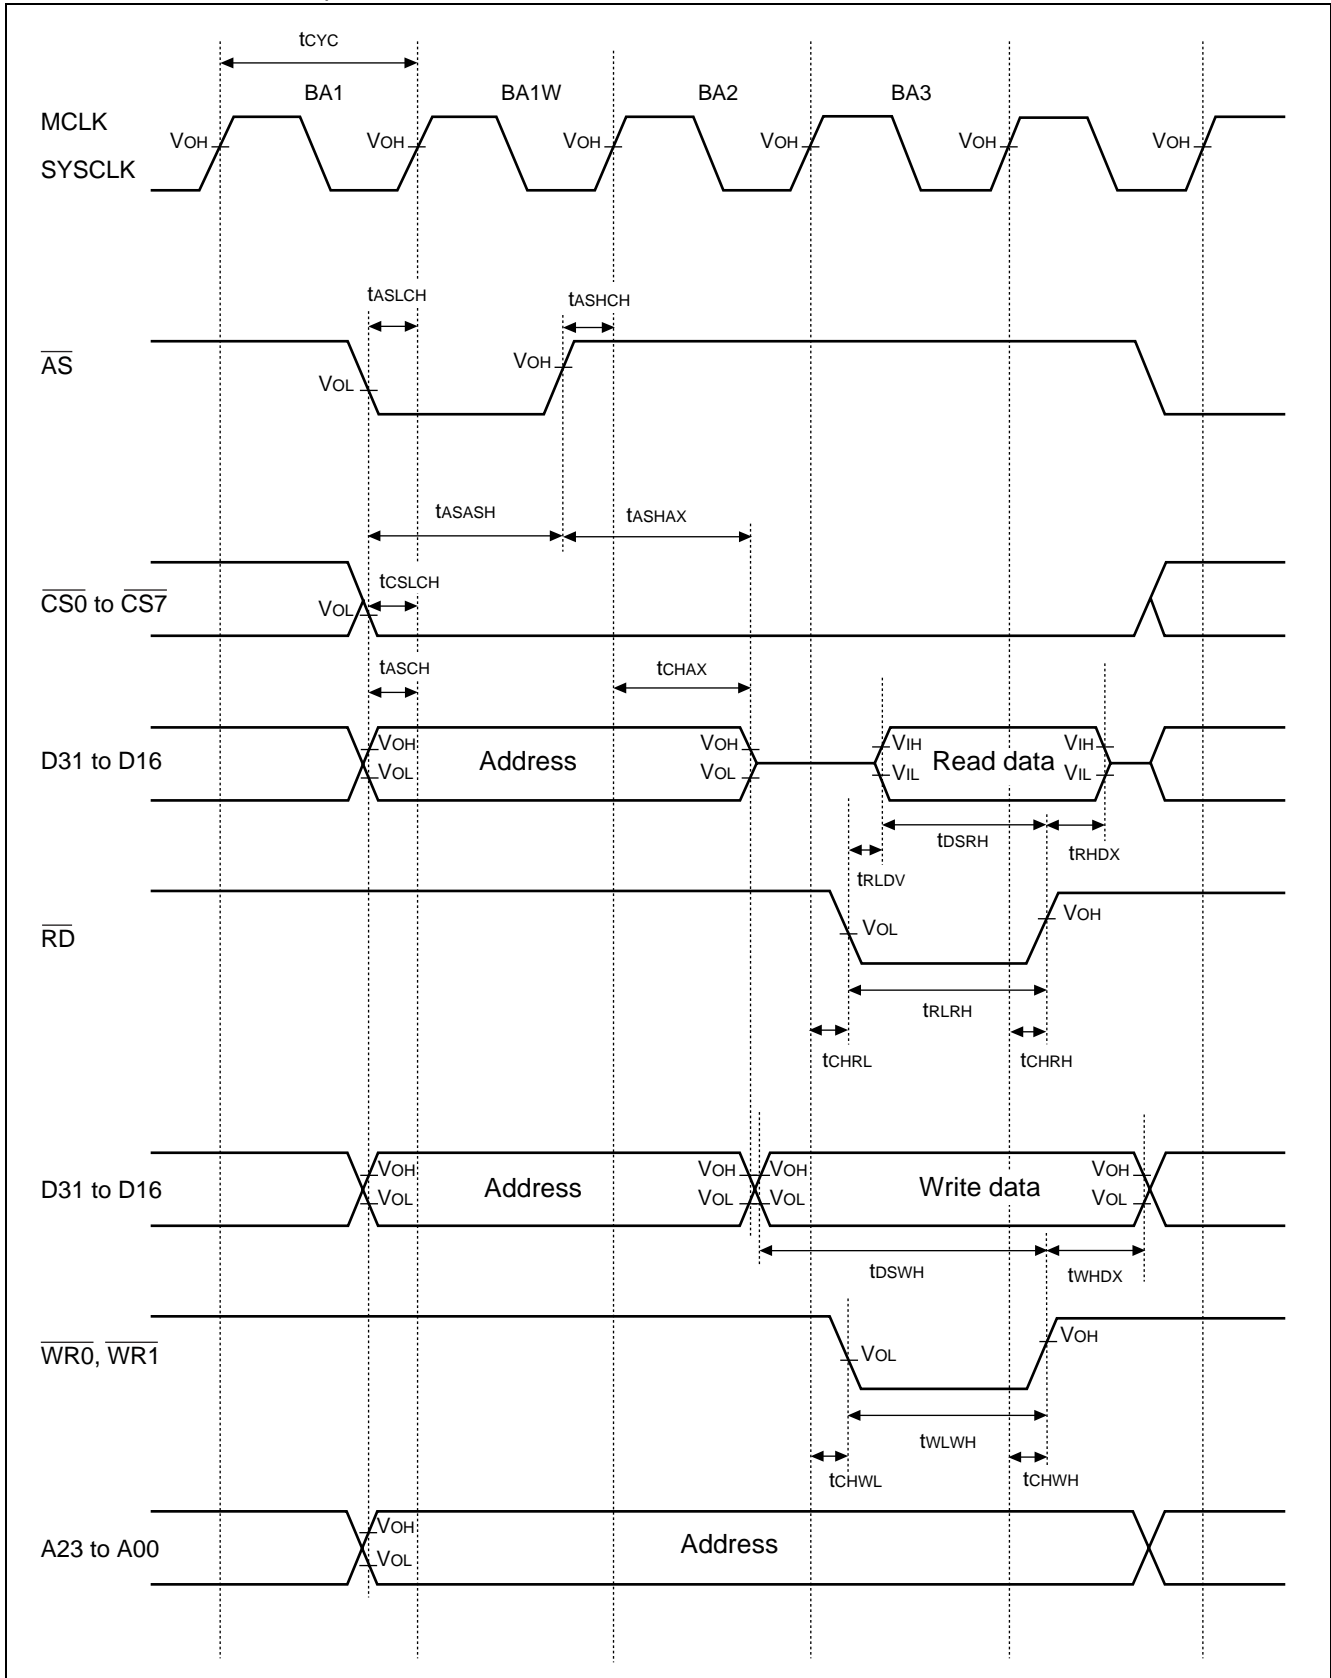 tCYC
BA1 BA1W BA2 BA3
MCLK
VOH VOH VOH VOH VOH VOH
SYSCLK
tASLCH tASHCH
AS
VOH
VOL
tASASH tASHAX
tCSLCH
CS0 to CS7
VOL
tASCH tCHAX
VOH VOH VIH VIH
D31 to D16 Address Read data
VOL VOL VIL VIL
tDSRH
tRHDX
tRLDV
VOH
VOL
RD
tRLRH
tCHRL tCHRH
VOH VOH VOH VOH
D31 to D16 Address Write data
VOL VOL VOL VOL
tDSWH tWHDX
VOH
WR0, WR1 VOL
tWLWH
tCHWL tCHWH
VOH
A23 to A00 Address
VOL